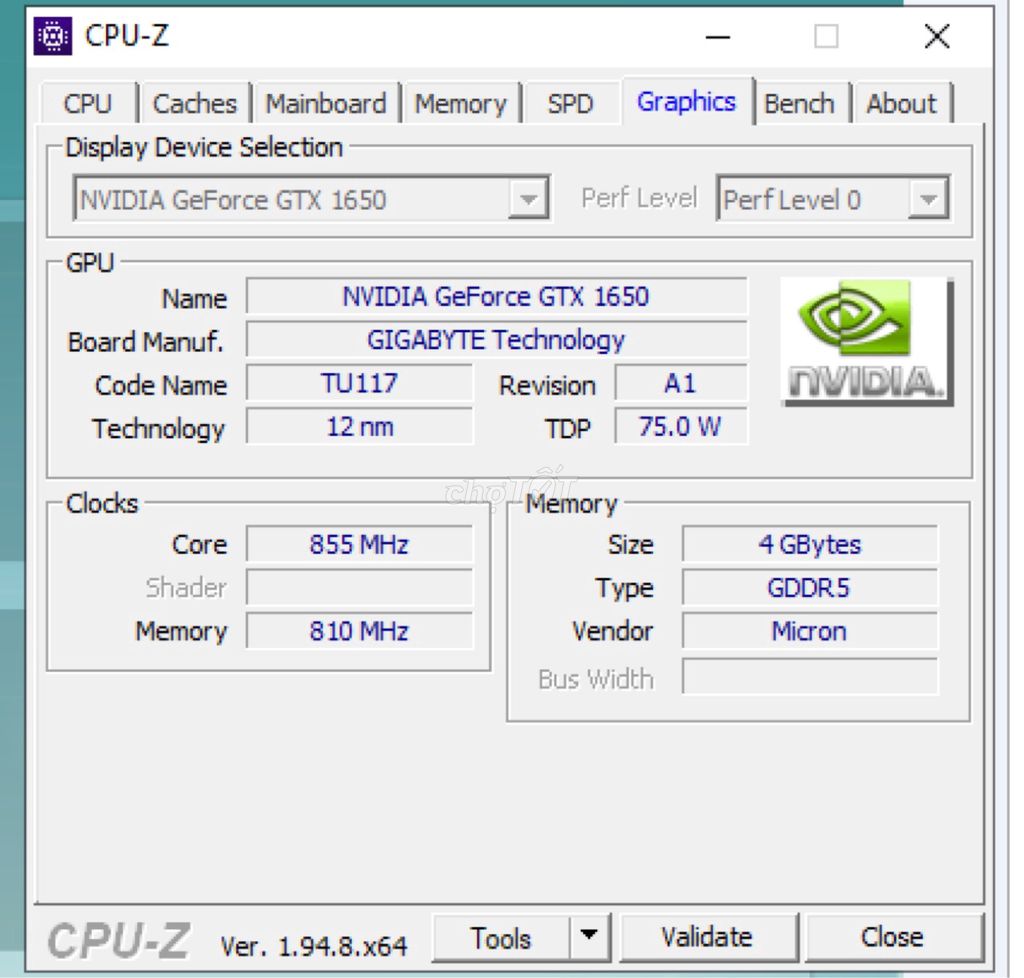 CPU-Z
CPU Caches Mainboard Memory SPD Graphics Bench About
Display Device Selection
NVIDIA GeForce GTX 1650 Perf Level Perf Level 0
GPU
Name NVIDIA GeForce GTX 1650
Board Manuf. GIGABYTE Technology
Code Name TU117 Revision A1
Technology 12 nm TDP 75.0 W
NVIDIA.
chợTỐT
Clocks
Core 855 MHz
Shader
Memory 810 MHz
Memory
Size 4 GBytes
Type GDDR5
Vendor Micron
Bus Width
CPU-Z Ver. 1.94.8.x64 Tools Validate Close